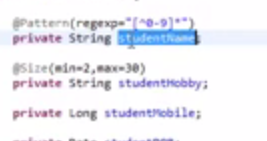 @Pattern(regexp="[^0-9]*")
private String studentName;
@Size(min=2,max=30)
private String studentHobby;
private Long studentMobile;